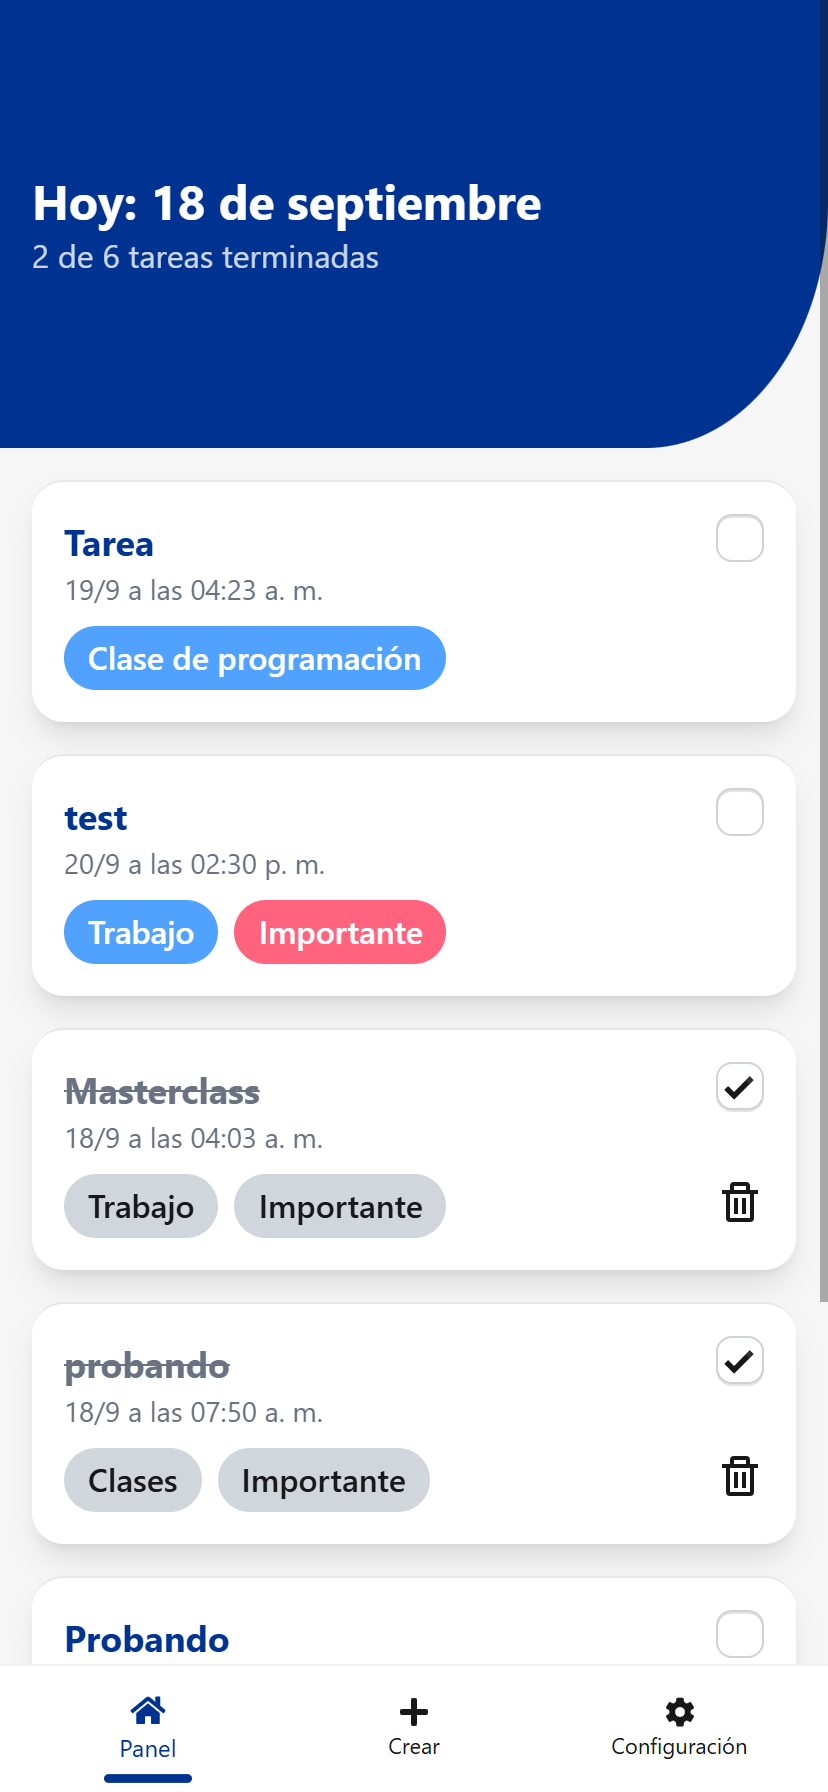 Hoy: 18 de septiembre
2 de 6 tareas terminadas
Tarea
19/9 a las 04:23 a. m.
Clase de programación
test
20/9 a las 02:30 p. m.
Trabajo Importante
Masterclass
18/9 a las 04:03 a. m.
Trabajo Importante
probando
18/9 a las 07:50 a. m.
Clases Importante
Probando
Panel Crear Configuración